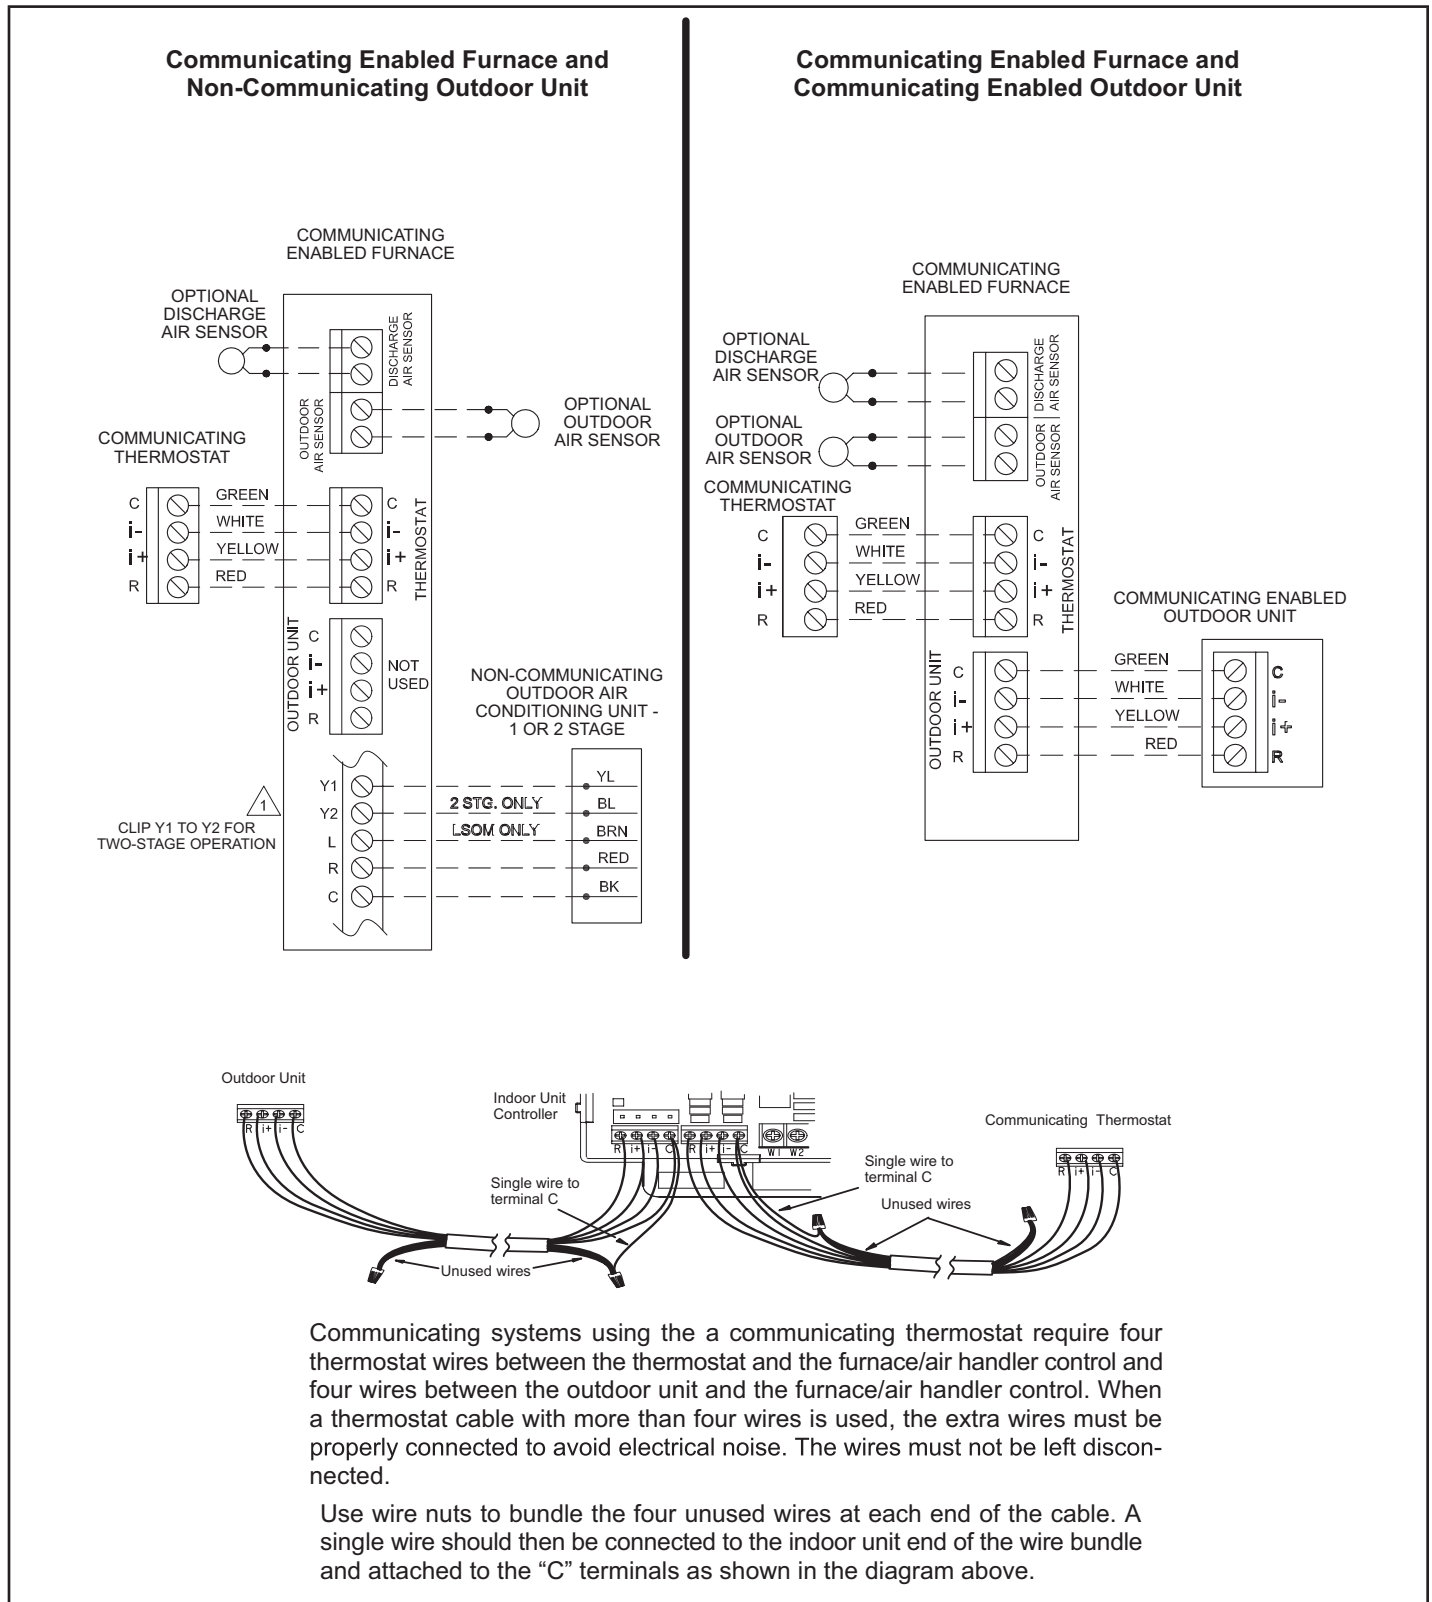 Communicating Enabled Furnace and
Non-Communicating Outdoor Unit
COMMUNICATING
ENABLED FURNACE
OPTIONAL
DISCHARGE
AIR SENSOR
DISCHARGE
AIR SENSOR
OUTDOOR
AIR SENSOR
OPTIONAL
OUTDOOR
AIR SENSOR
COMMUNICATING
THERMOSTAT
C
GREEN
C
i-
WHITE
i-
i+
YELLOW
i+
R
RED
R
THERMOSTAT
OUTDOOR UNIT
C
i-
i+
R
NOT
USED
NON-COMMUNICATING
OUTDOOR AIR
CONDITIONING UNIT -
1 OR 2 STAGE
1
CLIP Y1 TO Y2 FOR
TWO-STAGE OPERATION
Y1
YL
Y2
2 STG. ONLY
BL
L
LSOM ONLY
BRN
R
RED
C
BK
Communicating Enabled Furnace and
Communicating Enabled Outdoor Unit
COMMUNICATING
ENABLED FURNACE
OPTIONAL
DISCHARGE
AIR SENSOR
DISCHARGE
AIR SENSOR
OPTIONAL
OUTDOOR
AIR SENSOR
OUTDOOR
AIR SENSOR
COMMUNICATING
THERMOSTAT
C
GREEN
C
i-
WHITE
i-
i+
YELLOW
i+
R
RED
R
THERMOSTAT
COMMUNICATING ENABLED
OUTDOOR UNIT
OUTDOOR UNIT
C
GREEN
C
i-
WHITE
i-
i+
YELLOW
i+
R
RED
R
Outdoor Unit
R i+ i- C
Indoor Unit
Controller
R i+ i- C R i+ i- C W1 W2
Communicating Thermostat
R i+ i- C
Single wire to
terminal C
Single wire to
terminal C
Unused wires
Unused wires
Communicating systems using the a communicating thermostat require four
thermostat wires between the thermostat and the furnace/air handler control and
four wires between the outdoor unit and the furnace/air handler control. When
a thermostat cable with more than four wires is used, the extra wires must be
properly connected to avoid electrical noise. The wires must not be left discon-
nected.
Use wire nuts to bundle the four unused wires at each end of the cable. A
single wire should then be connected to the indoor unit end of the wire bundle
and attached to the “C” terminals as shown in the diagram above.